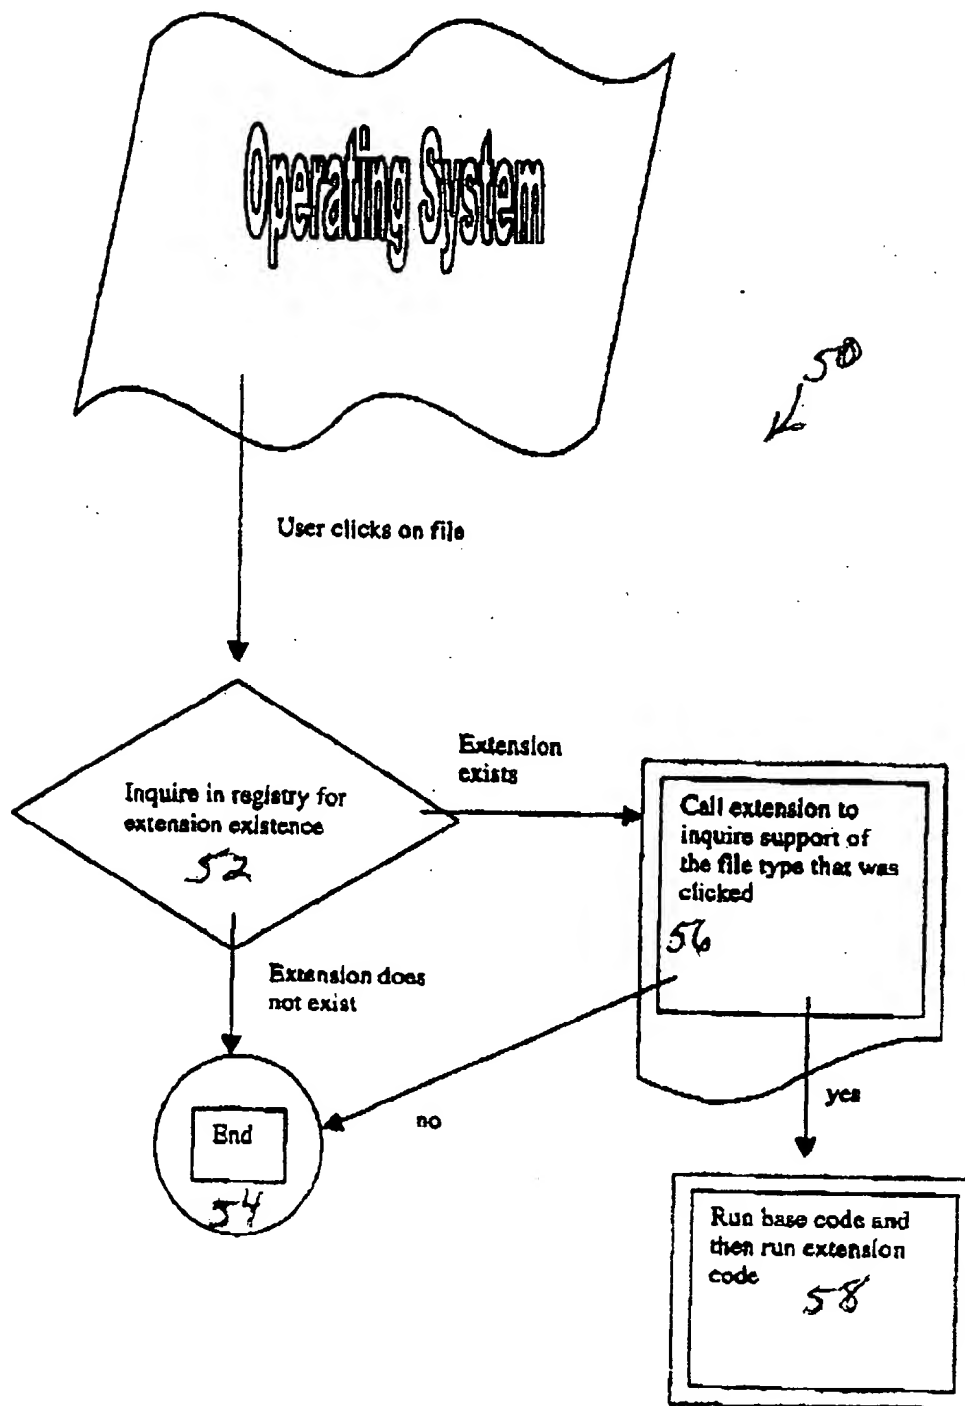 Operating System
50
User clicks on file
Extension
exists
Inquire in registry for
extension existence
52
Call extension to
inquire support of
the file type that was
clicked
56
Extension does
not exist
no
yes
End
54
Run base code and
then run extension
code
58